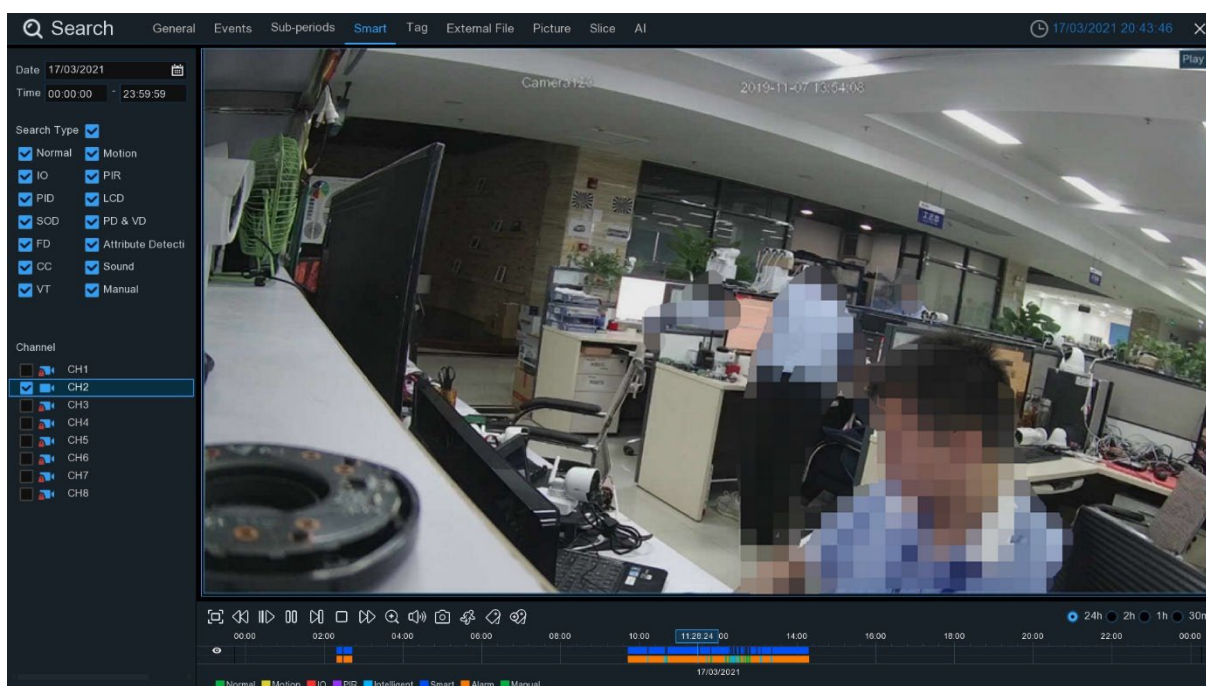 Search General Events Sub-periods Smart Tag External File Picture Slice AI 17/03/2021 20:43:46
Date 17/03/2021
Time 00:00:00 - 23:59:59
Search Type
Normal Motion
IO PIR
PID LCD
SOD PD & VD
FD Attribute Detecti
CC Sound
VT Manual
Channel
CH1
CH2
CH3
CH4
CH5
CH6
CH7
CH8
Play
Camera123 2019-11-07 13:54:08
工艺部
24h 2h 1h 30m
00:00 02:00 04:00 06:00 08:00 10:00 11:28:24 00 14:00 16:00 18:00 20:00 22:00 00:00
17/03/2021
Normal Motion IO PIR Intelligent Smart Alarm Manual